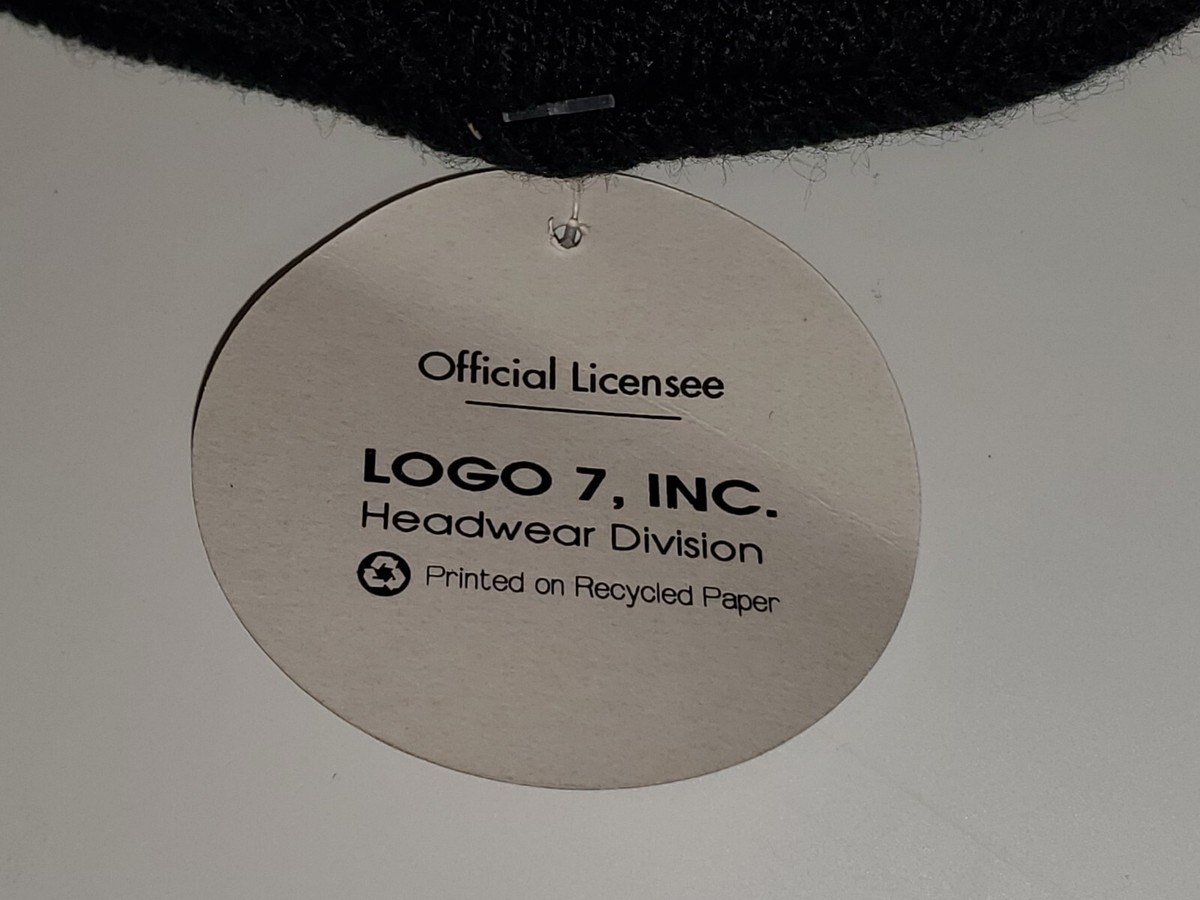 Official Licensee
LOGO 7, INC.
Headwear Division
Printed on Recycled Paper